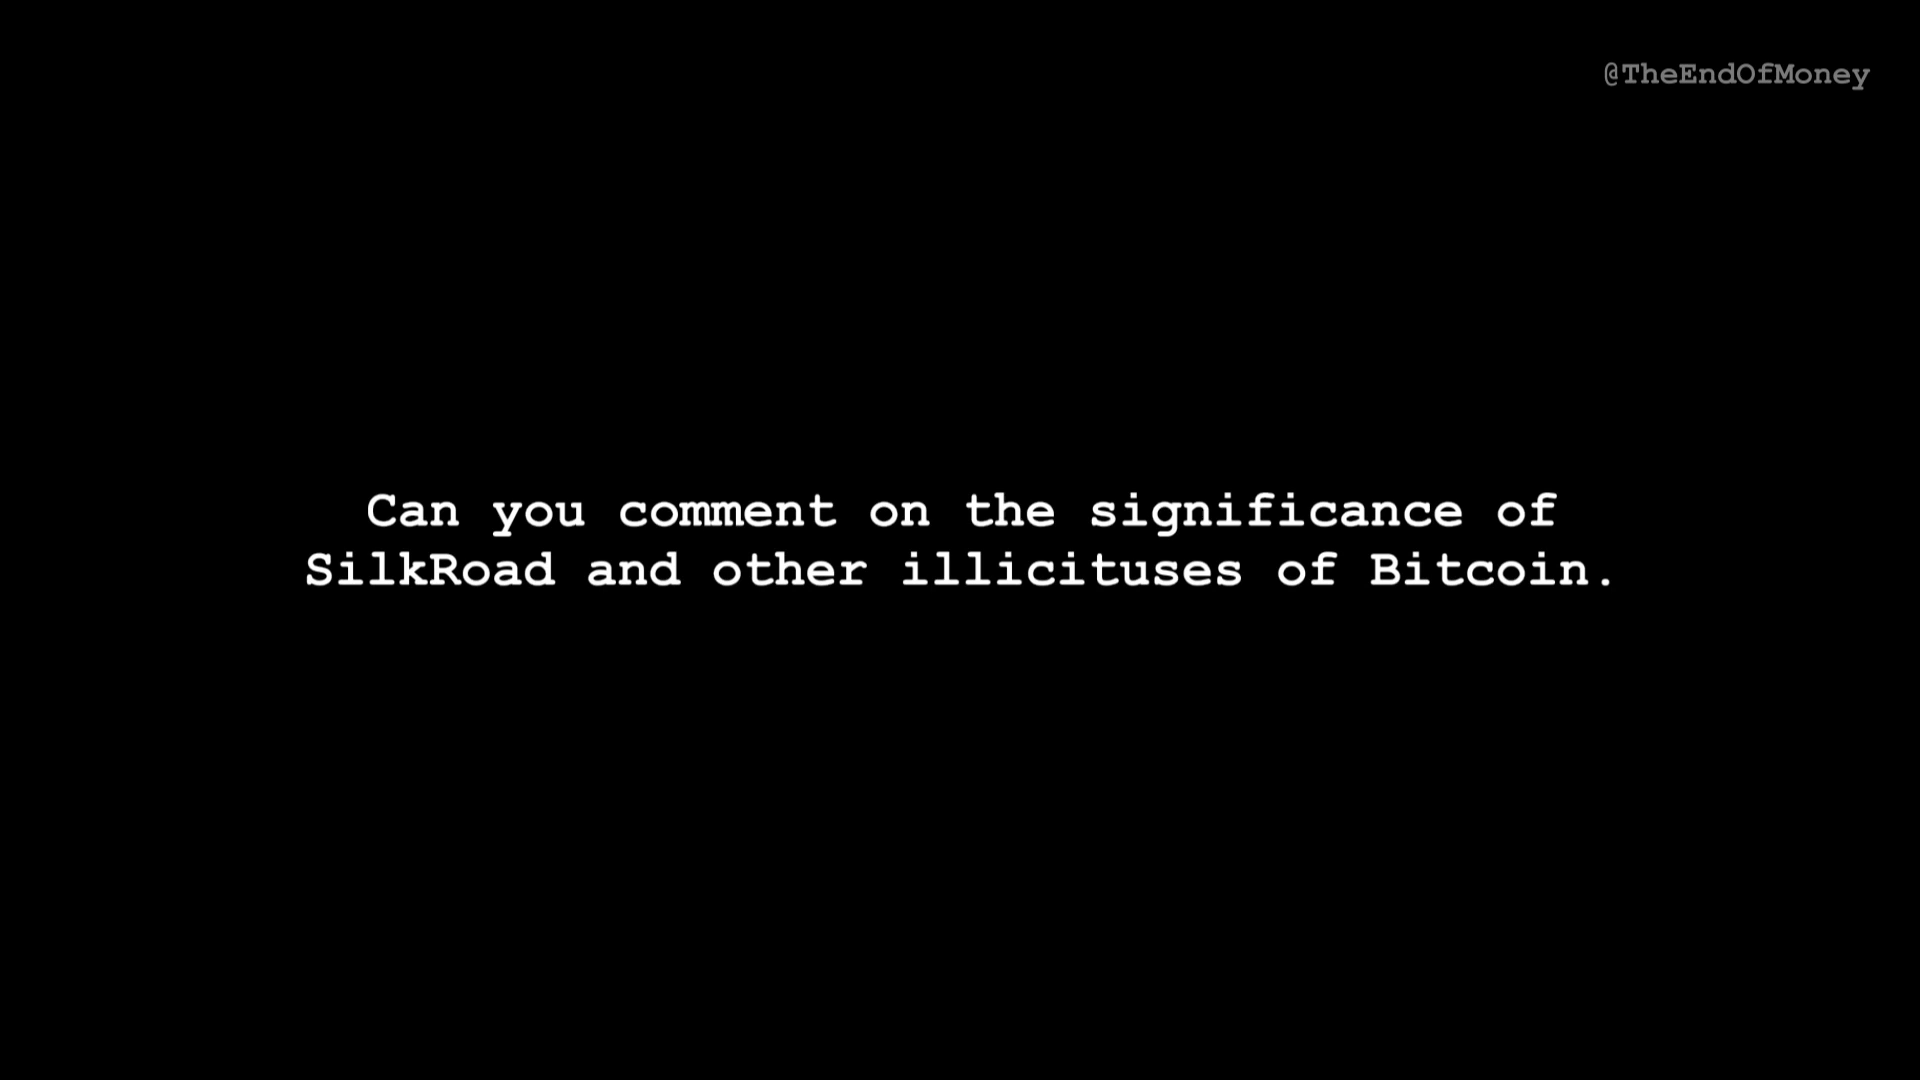 @TheEndOfMoney
Can you comment on the significance of
SilkRoad and other illicituses of Bitcoin.